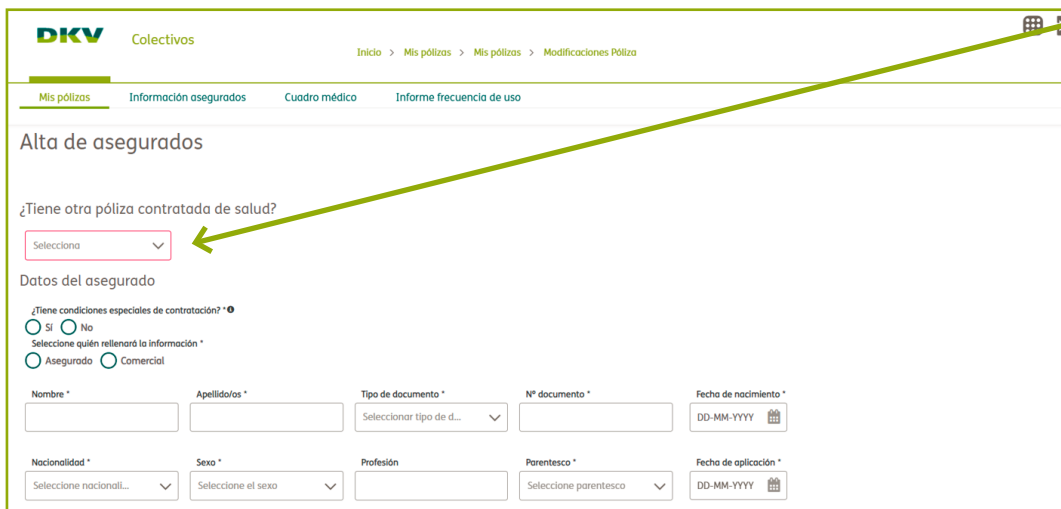 DKV Colectivos
Inicio > Mis pólizas > Mis pólizas > Modificaciones Póliza
Mis pólizas Información asegurados Cuadro médico Informe frecuencia de uso
Alta de asegurados
¿Tiene otra póliza contratada de salud?
Selecciona
Datos del asegurado
¿Tiene condiciones especiales de contratación? *
Sí No
Seleccione quién rellenará la información *
Asegurado Comercial
Nombre * Apellido/os * Tipo de documento * Nº documento * Fecha de nacimiento *
Seleccionar tipo de d... DD-MM-YYYY
Nacionalidad * Sexo * Profesión Parentesco * Fecha de aplicación *
Seleccione nacionali... Seleccione el sexo Seleccione parentesco DD-MM-YYYY